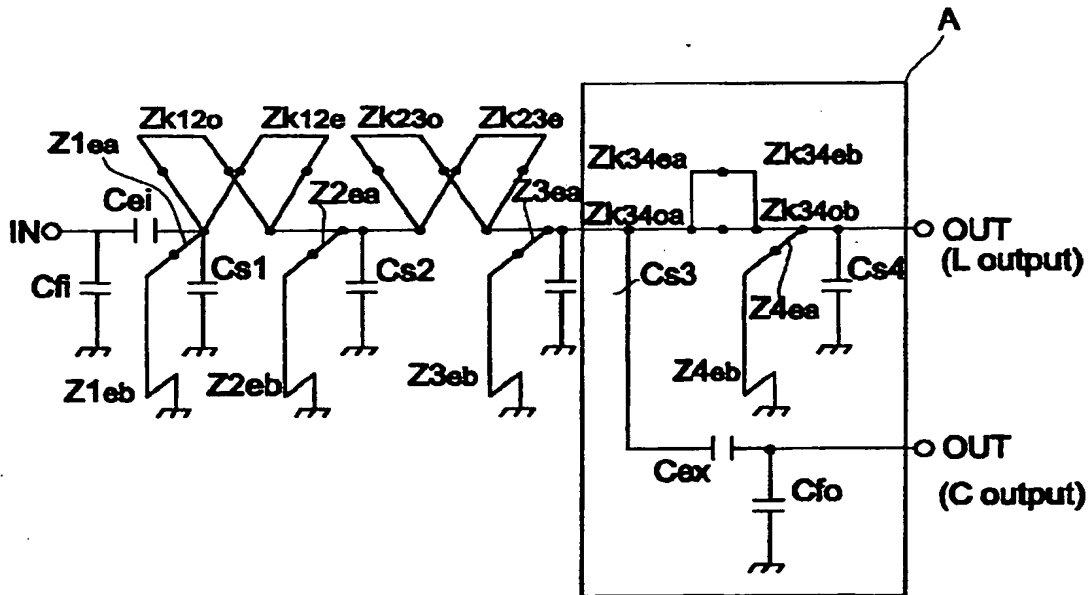 A
Zk12o
Zk12e
Zk23o
Zk23e
Z1ea
Cei
Z2ea
Z3ea
Zk34ea
Zk34eb
Zk34oa
Zk34ob
IN
OUT
(L output)
Cfi
Cs1
Cs2
Cs3
Cs4
Z4ea
Z1eb
Z2eb
Z3eb
Z4eb
OUT
(C output)
Cex
Cfo